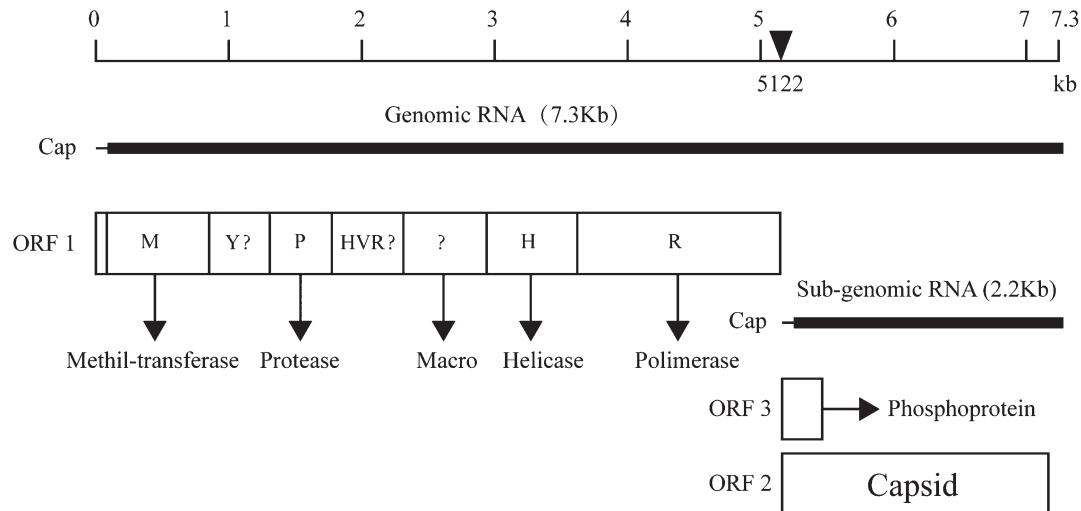 0 1 2 3 4 5 6 7 7.3
5122 kb
Genomic RNA (7.3Kb)
Cap
ORF 1 M Y? P HVR? ? H R
Sub-genomic RNA (2.2Kb)
Cap
Methil-transferase Protease Macro Helicase Polimerase
ORF 3 Phosphoprotein
ORF 2 Capsid